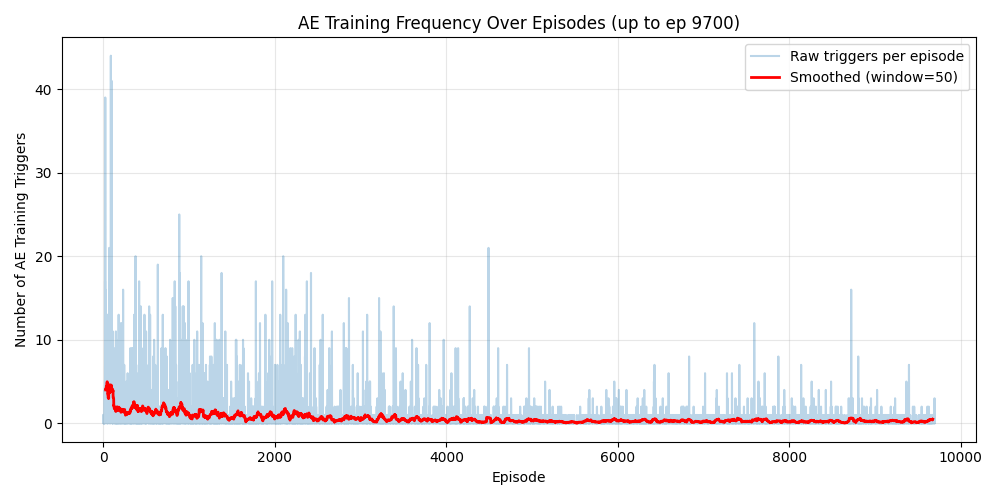 AE Training Frequency Over Episodes (up to ep 9700)
Raw triggers per episode
Smoothed (window=50)
Number of AE Training Triggers
40
30
20
10
0
0
2000
4000
6000
8000
10000
Episode